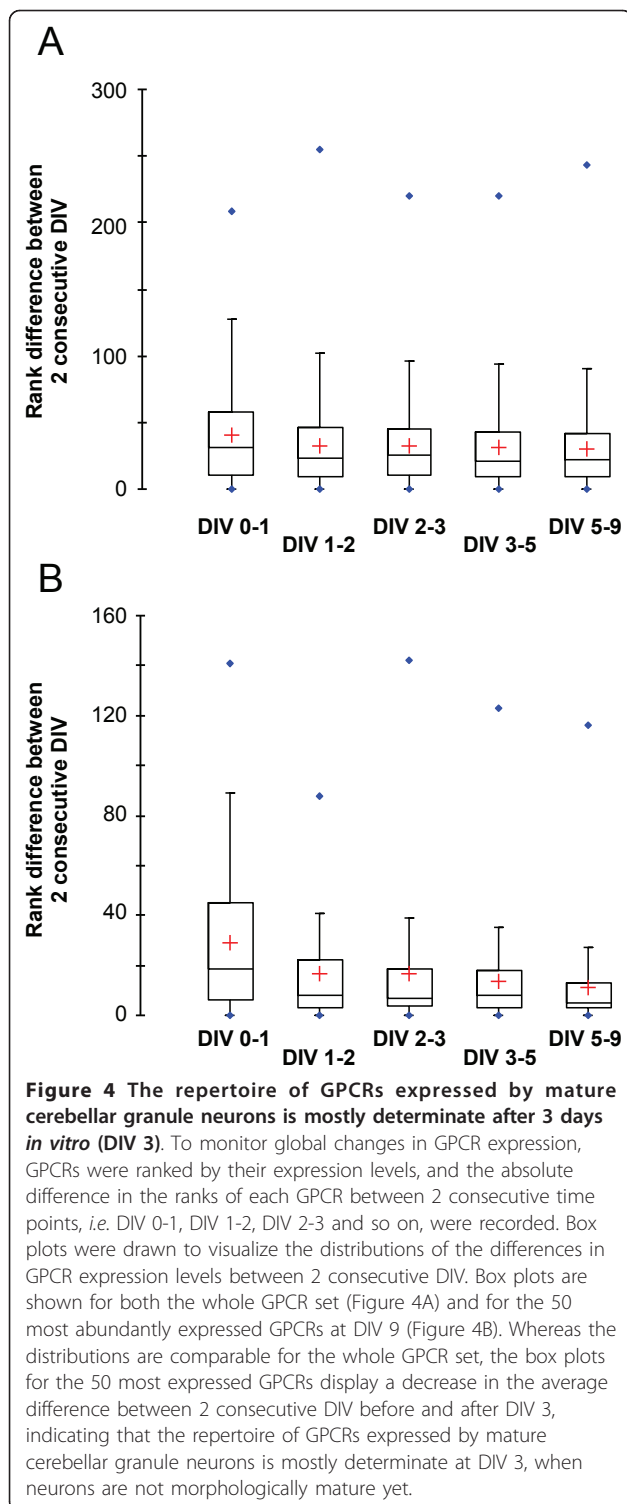 A
300
200
100
0
Rank difference between
2 consecutive DIV
DIV 0-1
DIV 1-2
DIV 2-3
DIV 3-5
DIV 5-9
B
160
120
80
40
0
Rank difference between
2 consecutive DIV
DIV 0-1
DIV 1-2
DIV 2-3
DIV 3-5
DIV 5-9
Figure 4 The repertoire of GPCRs expressed by mature
cerebellar granule neurons is mostly determinate after 3 days
in vitro (DIV 3). To monitor global changes in GPCR expression,
GPCRs were ranked by their expression levels, and the absolute
difference in the ranks of each GPCR between 2 consecutive time
points, i.e. DIV 0-1, DIV 1-2, DIV 2-3 and so on, were recorded. Box
plots were drawn to visualize the distributions of the differences in
GPCR expression levels between 2 consecutive DIV. Box plots are
shown for both the whole GPCR set (Figure 4A) and for the 50
most abundantly expressed GPCRs at DIV 9 (Figure 4B). Whereas the
distributions are comparable for the whole GPCR set, the box plots
for the 50 most expressed GPCRs display a decrease in the average
difference between 2 consecutive DIV before and after DIV 3,
indicating that the repertoire of GPCRs expressed by mature
cerebellar granule neurons is mostly determinate at DIV 3, when
neurons are not morphologically mature yet.